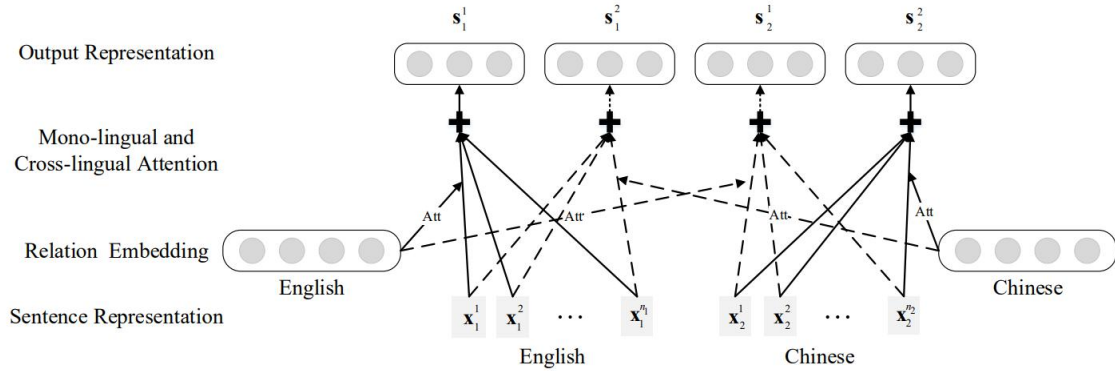 s_1^1 s_1^2 s_2^1 s_2^2
Output Representation
Mono-lingual and
Cross-lingual Attention
Att Att Att Att
Relation Embedding
English Chinese
Sentence Representation x_1^1 x_1^2 ··· x_1^{n_1} x_2^1 x_2^2 ··· x_2^{n_2}
English Chinese